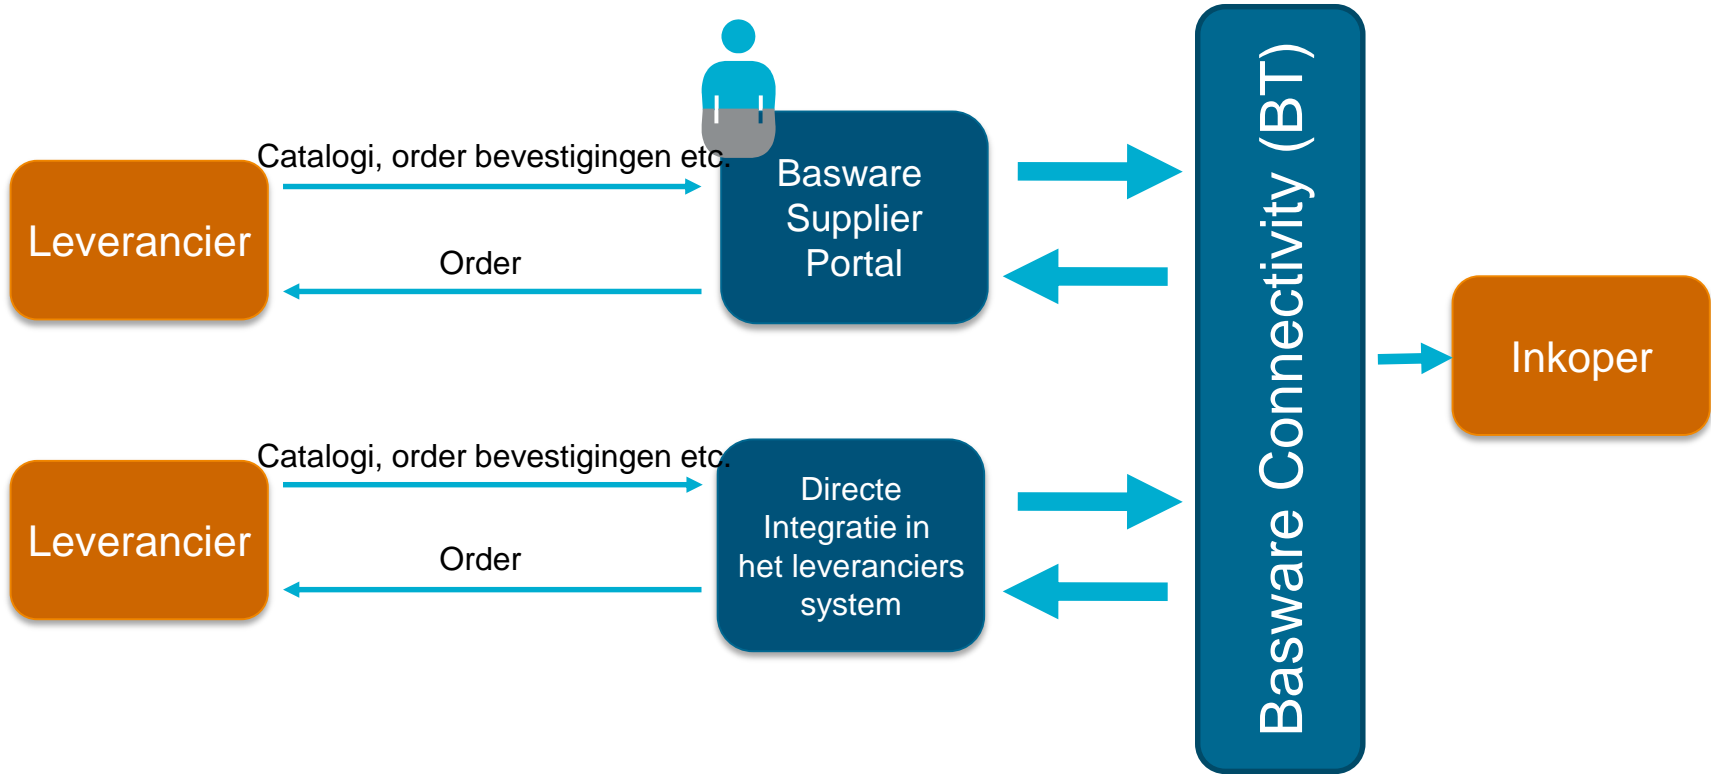 Catalogi, order bevestigingen etc.
Leverancier
Order
Basware
Supplier
Portal
Catalogi, order bevestigingen etc.
Leverancier
Order
Directe
Integratie in
het leveranciers
system
Basware Connectivity (BT)
Inkoper